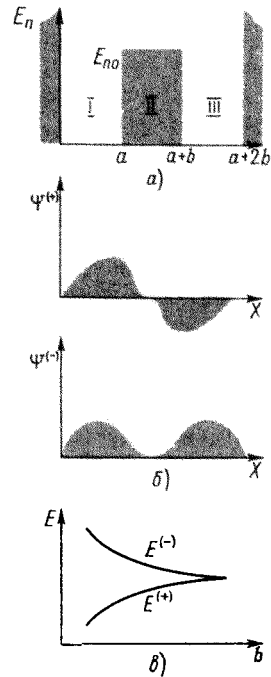 Eп
Eпо
I
II
III
a
a+b
a+2b
а)
Ψ(+)
X
Ψ(-)
X
б)
E
E(-)
E(+)
b
в)